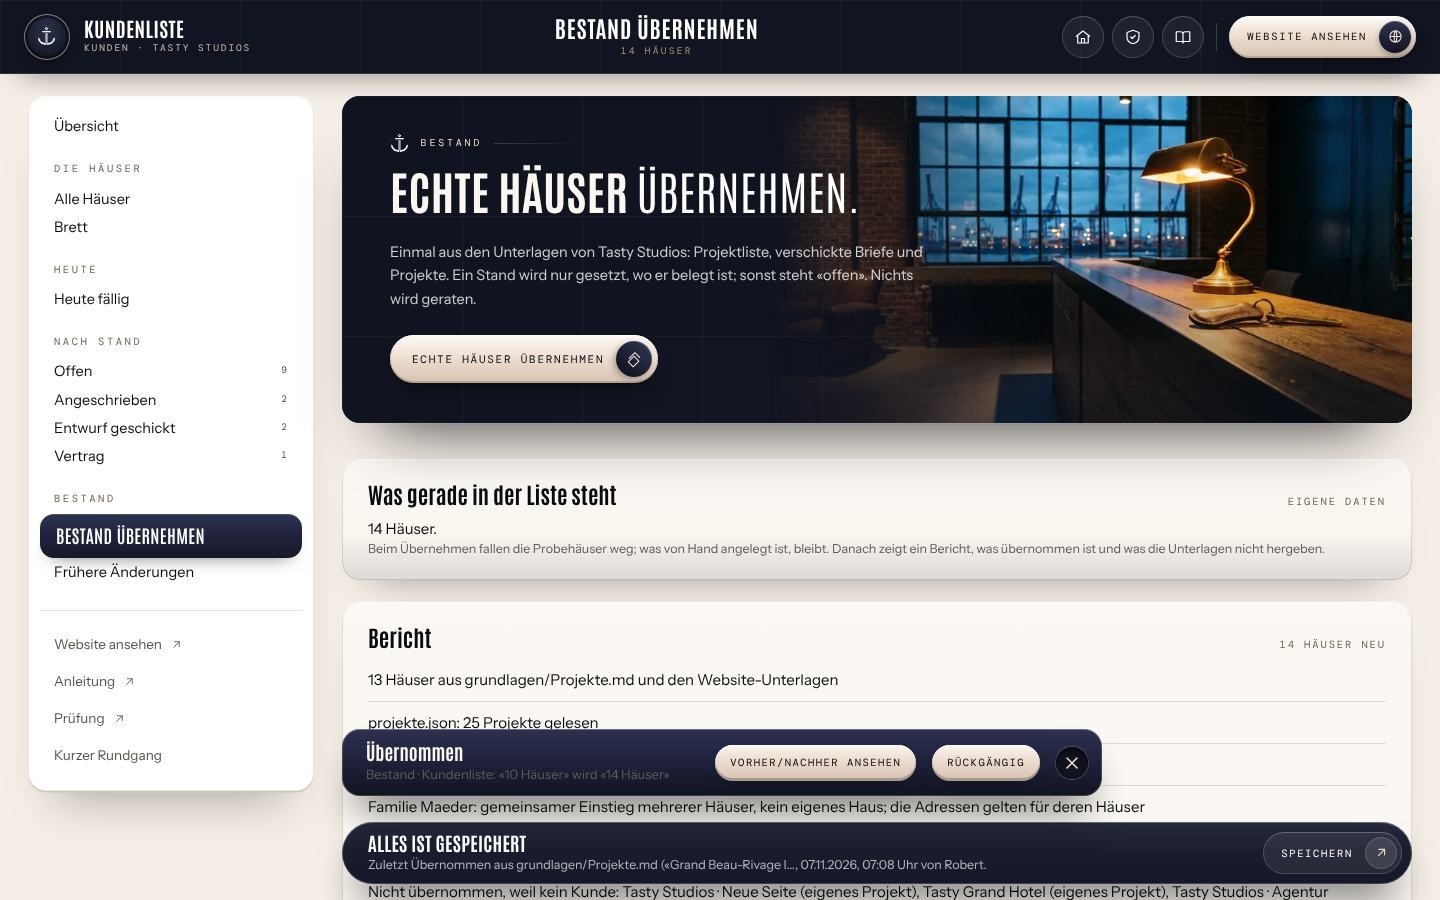 KUNDENLISTE
KUNDEN · TASTY STUDIOS
BESTAND ÜBERNEHMEN
14 HÄUSER
WEBSITE ANSEHEN
Übersicht
DIE HÄUSER
Alle Häuser
Brett
HEUTE
Heute fällig
NACH STAND
Offen 9
Angeschrieben 2
Entwurf geschickt 2
Vertrag 1
BESTAND
BESTAND ÜBERNEHMEN
Frühere Änderungen
Website ansehen
Anleitung
Prüfung
Kurzer Rundgang
BESTAND
ECHTE HÄUSER ÜBERNEHMEN.
Einmal aus den Unterlagen von Tasty Studios: Projektliste, verschickte Briefe und
Projekte. Ein Stand wird nur gesetzt, wo er belegt ist; sonst steht «offen». Nichts
wird geraten.
ECHTE HÄUSER ÜBERNEHMEN
Was gerade in der Liste steht
EIGENE DATEN
14 Häuser.
Beim Übernehmen fallen die Probehäuser weg; was von Hand angelegt ist, bleibt. Danach zeigt ein Bericht, was übernommen ist und was die Unterlagen nicht hergeben.
Bericht
14 HÄUSER NEU
13 Häuser aus grundlagen/Projekte.md und den Website-Unterlagen
projekte.json: 25 Projekte gelesen
Übernommen
Bestand · Kundenliste: «10 Häuser» wird «14 Häuser»
VORHER/NACHHER ANSEHEN
RÜCKGÄNGIG
Familie Maeder: gemeinsamer Einstieg mehrerer Häuser, kein eigenes Haus; die Adressen gelten für deren Häuser
ALLES IST GESPEICHERT
Zuletzt Übernommen aus grundlagen/Projekte.md («Grand Beau-Rivage I…, 07.11.2026, 07:08 Uhr von Robert.
SPEICHERN
Nicht übernommen, weil kein Kunde: Tasty Studios · Neue Seite (eigenes Projekt), Tasty Grand Hotel (eigenes Projekt), Tasty Studios · Agentur